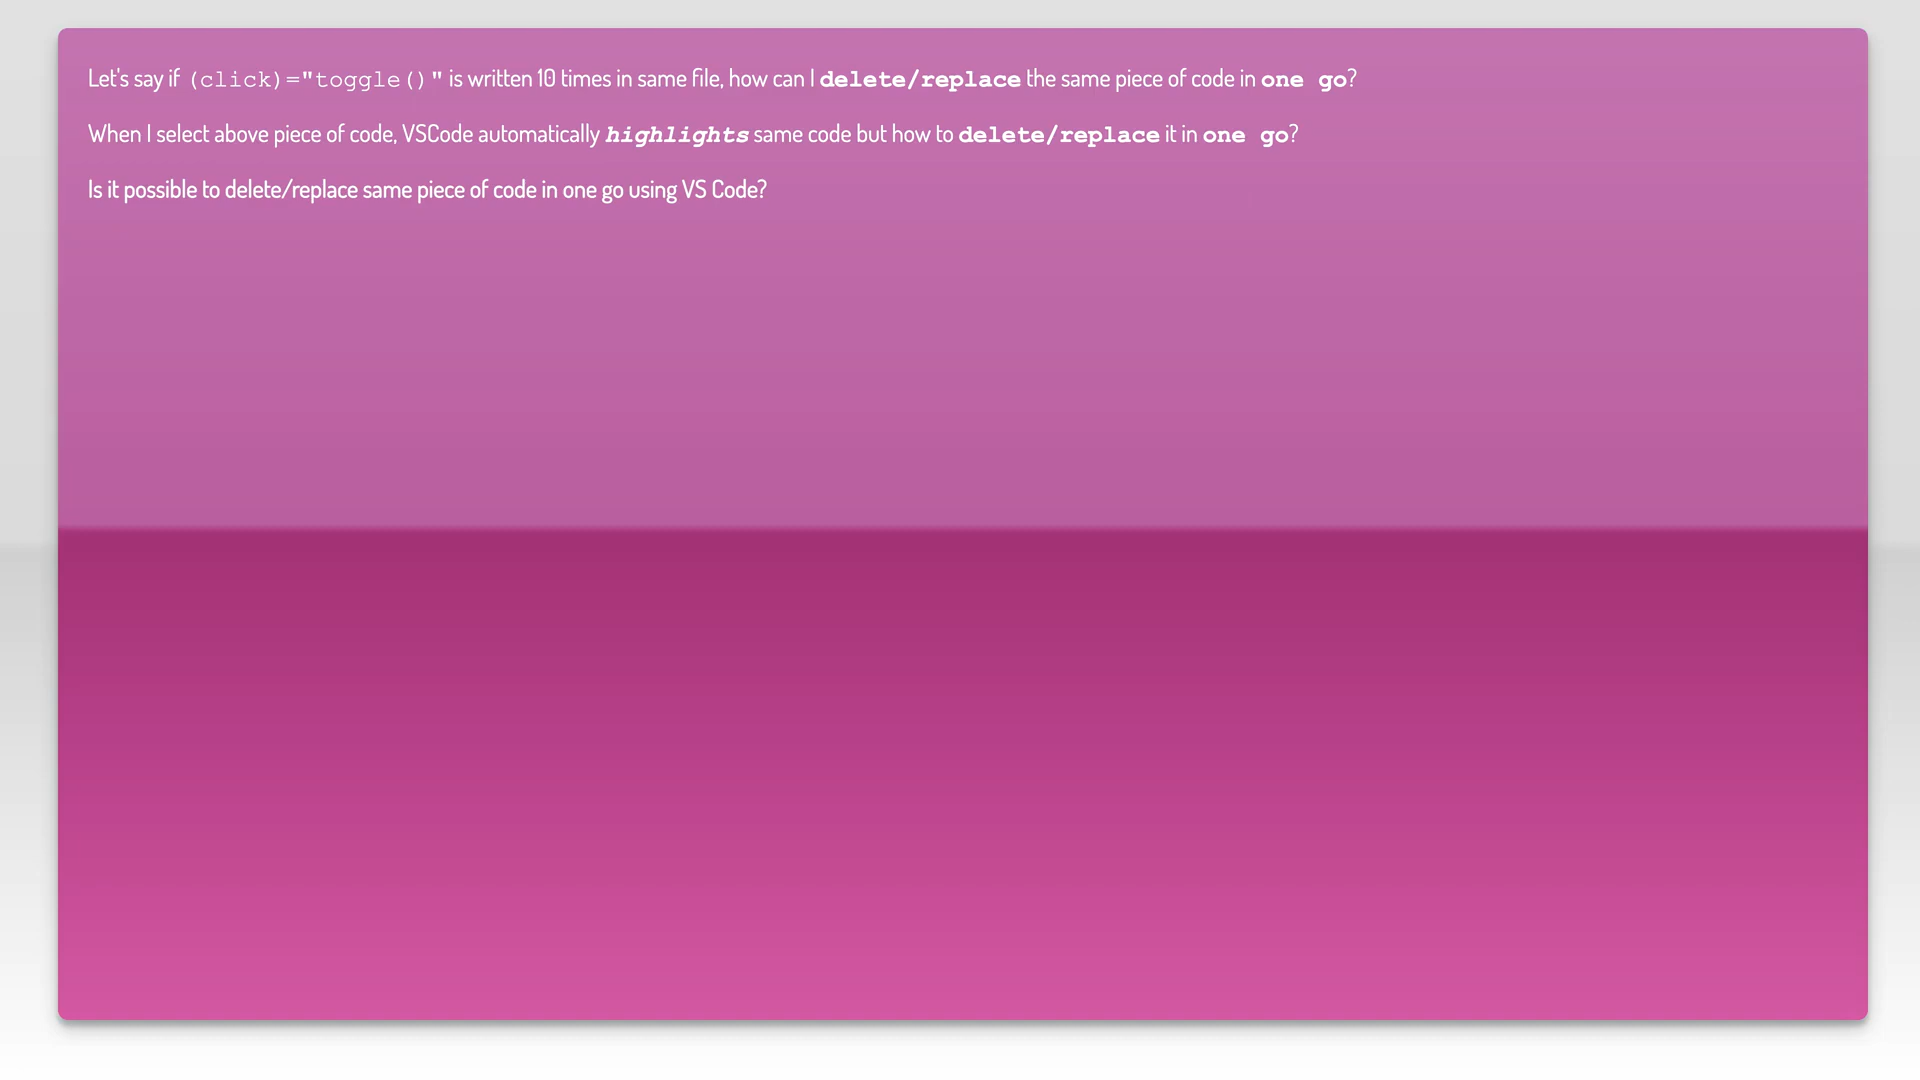 Let's say if (click)="toggle()" is written 10 times in same file, how can I delete/replace the same piece of code in one go?
When I select above piece of code, VSCode automatically highlights same code but how to delete/replace it in one go?
Is it possible to delete/replace same piece of code in one go using VS Code?